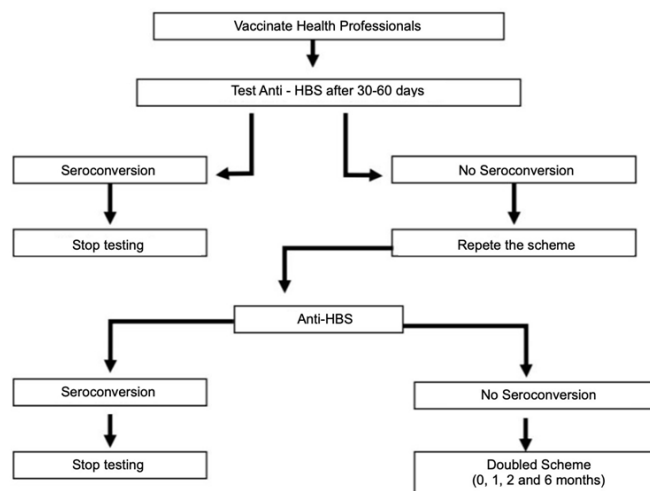 Vaccinate Health Professionals
Test Anti - HBS after 30-60 days
Seroconversion
No Seroconversion
Stop testing
Repete the scheme
Anti-HBS
Seroconversion
No Seroconversion
Stop testing
Doubled Scheme
(0, 1, 2 and 6 months)